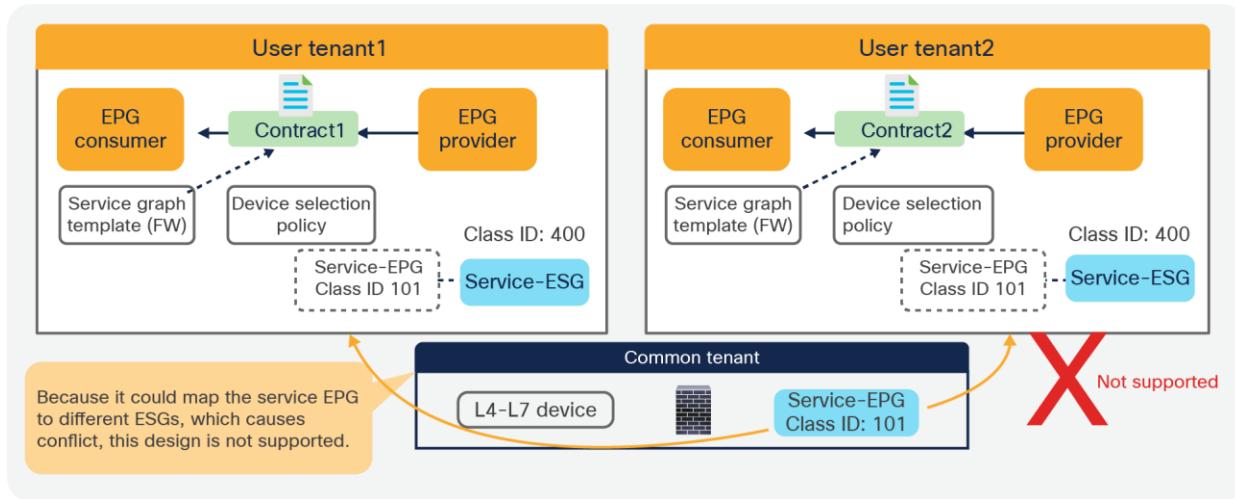 User tenant1
EPG
consumer
Contract1
EPG
provider
Service graph
template (FW)
Device selection
policy
Class ID: 400
Service-EPG
Class ID 101
Service-ESG
User tenant2
EPG
consumer
Contract2
EPG
provider
Service graph
template (FW)
Device selection
policy
Class ID: 400
Service-EPG
Class ID 101
Service-ESG
Because it could map the service EPG
to different ESGs, which causes
conflict, this design is not supported.
Common tenant
L4-L7 device
Service-EPG
Class ID: 101
Not supported